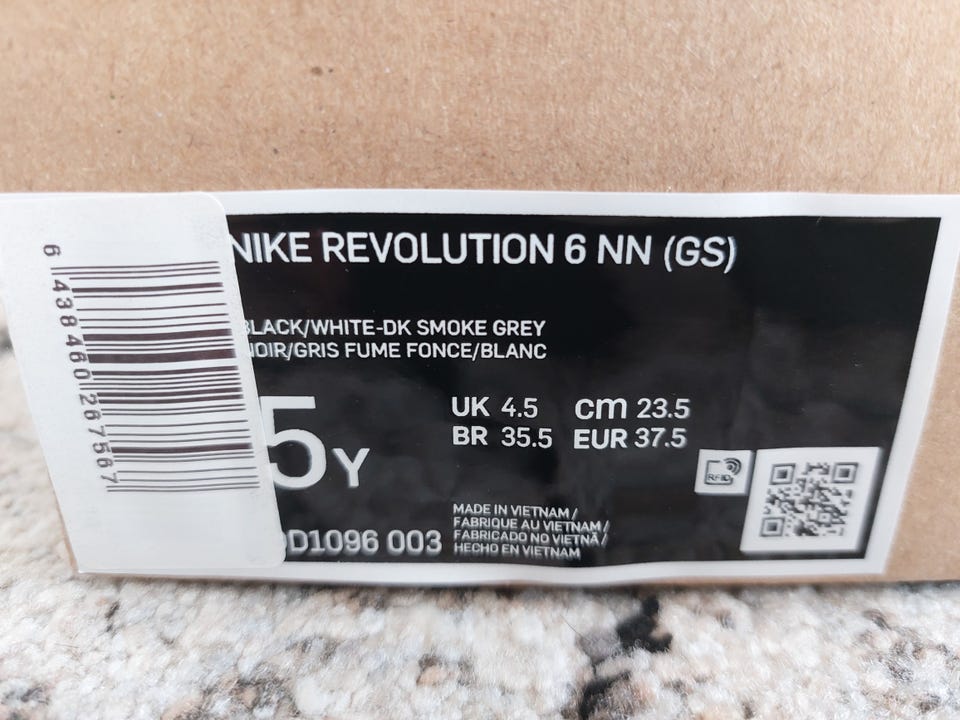 6 438460 267567
NIKE REVOLUTION 6 NN (GS)
BLACK/WHITE-DK SMOKE GREY
NOIR/GRIS FUME FONCE/BLANC
5Y
UK 4.5 cm 23.5
BR 35.5 EUR 37.5
RFID
MADE IN VIETNAM /
FABRIQUE AU VIETNAM /
FABRICADO NO VIETNÃ /
HECHO EN VIETNAM
DD1096 003